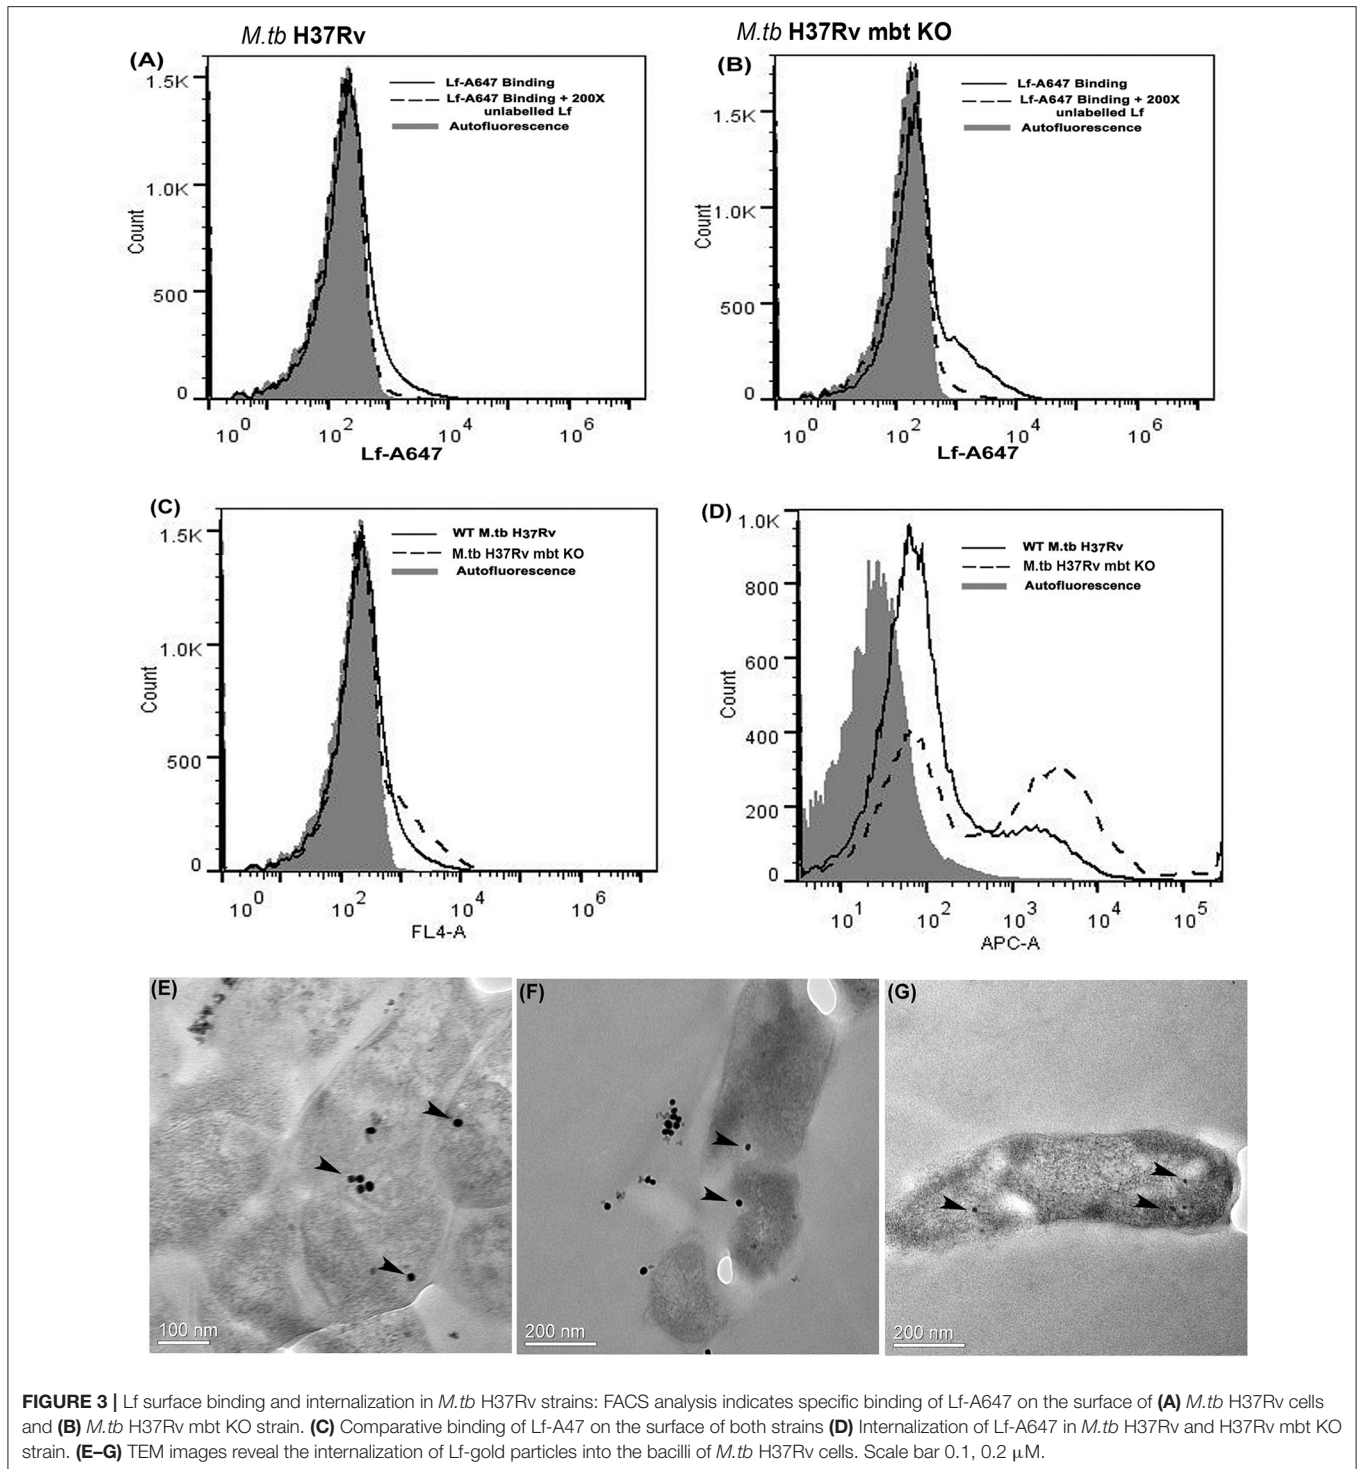 M.tb H37Rv
M.tb H37Rv mbt KO
(A)
Lf-A647 Binding
Lf-A647 Binding + 200X
unlabelled Lf
Autofluorescence
1.5K
1.0K
500
0
Count
10^0 10^2 10^4 10^6
Lf-A647
(B)
Lf-A647 Binding
Lf-A647 Binding + 200X
unlabelled Lf
Autofluorescence
1.5K
1.0K
500
0
Count
10^0 10^2 10^4 10^6
Lf-A647
(C)
WT M.tb H37Rv
M.tb H37Rv mbt KO
Autofluorescence
1.5K
1.0K
500
0
Count
10^0 10^2 10^4 10^6
FL4-A
(D)
WT M.tb H37Rv
M.tb H37Rv mbt KO
Autofluorescence
1.0K
800
600
400
200
0
Count
10^1 10^2 10^3 10^4 10^5
APC-A
(E)
100 nm
(F)
200 nm
(G)
200 nm
FIGURE 3 | Lf surface binding and internalization in M.tb H37Rv strains: FACS analysis indicates specific binding of Lf-A647 on the surface of (A) M.tb H37Rv cells
and (B) M.tb H37Rv mbt KO strain. (C) Comparative binding of Lf-A47 on the surface of both strains (D) Internalization of Lf-A647 in M.tb H37Rv and H37Rv mbt KO
strain. (E–G) TEM images reveal the internalization of Lf-gold particles into the bacilli of M.tb H37Rv cells. Scale bar 0.1, 0.2 μM.